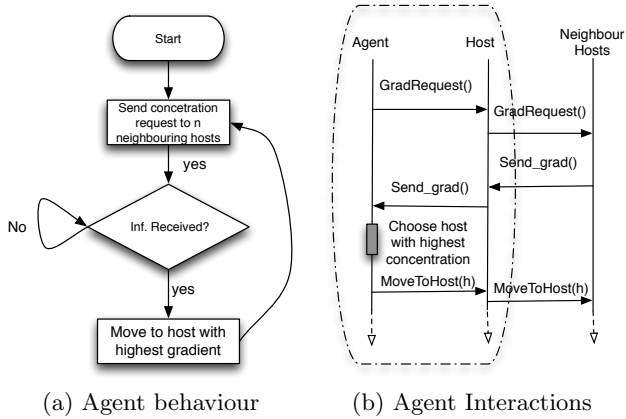 Start
Send concetration
request to n
neighbouring hosts
yes
No
Inf. Received?
yes
Move to host with
highest gradient
(a) Agent behaviour
Agent
Host
Neighbour
Hosts
GradRequest()
GradRequest()
Send_grad()
Send_grad()
Choose host
with highest
concentration
MoveToHost(h)
MoveToHost(h)
(b) Agent Interactions